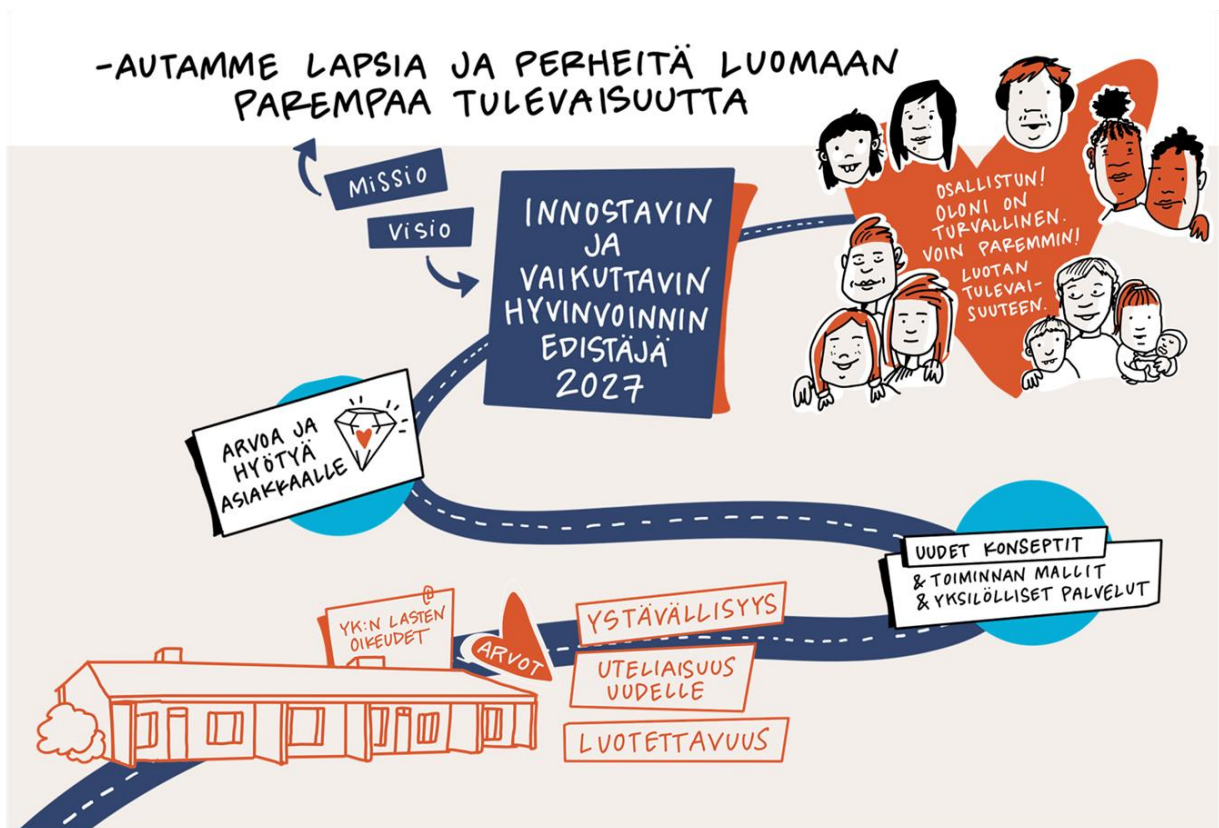 -AUTAMME LAPSIA JA PERHEITÄ LUOMAAN
PAREMPAA TULEVAISUUTTA
MISSIO
VISIO
INNOSTAVIN
JA
VAIKUTTAVIN
HYVINVOINNIN
EDISTÄJÄ
2027
OSALLISTUN!
OLONI ON
TURVALLINEN.
VOIN PAREMMIN!
LUOTAN
TULEVAI-
SUUTEEN.
ARVOA JA
HYÖTYÄ
ASIAKKAALLE
UUDET KONSEPTIT
& TOIMINNAN MALLIT
& YKSILÖLLISET PALVELUT
YK:N LASTEN
OIKEUDET
ARVOT
YSTÄVÄLLISYYS
UTELIAISUUS
UUDELLE
LUOTETTAVUUS